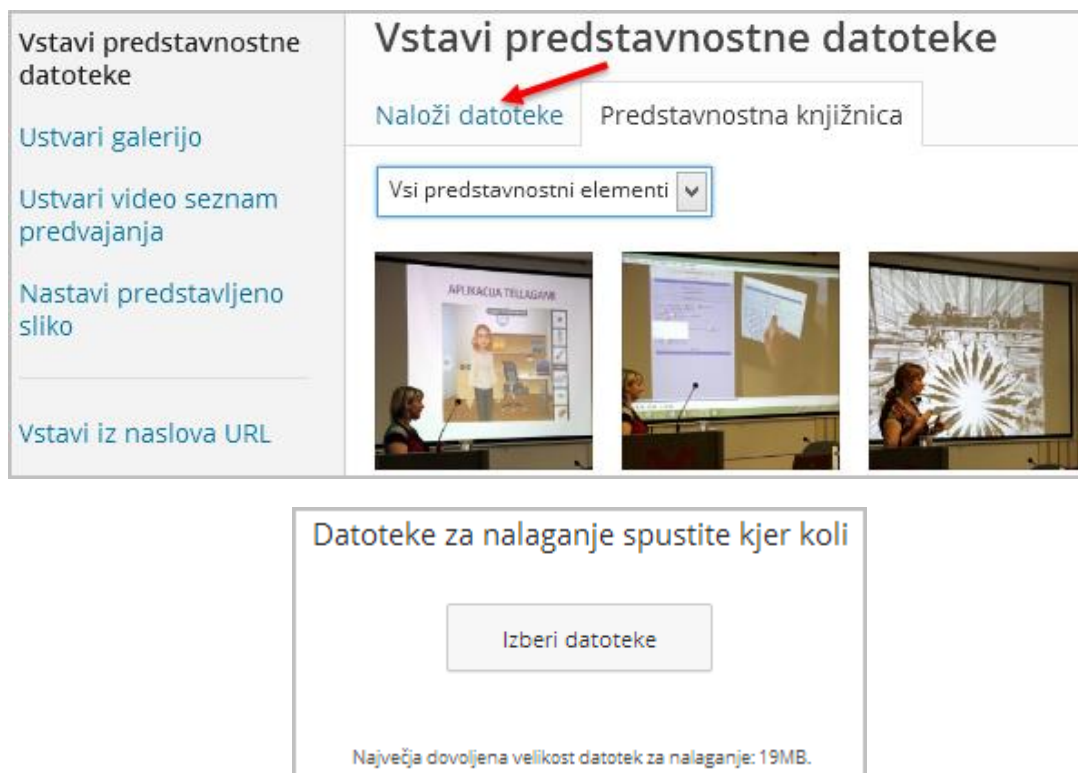 Vstavi predstavnostne
datoteke
Ustvari galerijo
Ustvari video seznam
predvajanja
Nastavi predstavljeno
sliko
Vstavi iz naslova URL
Vstavi predstavnostne datoteke
Naloži datoteke
Predstavnostna knjižnica
Vsi predstavnostni elementi
APLIKACIJA TELLAGAMI
Datoteke za nalaganje spustite kjer koli
Izberi datoteke
Največja dovoljena velikost datotek za nalaganje: 19MB.